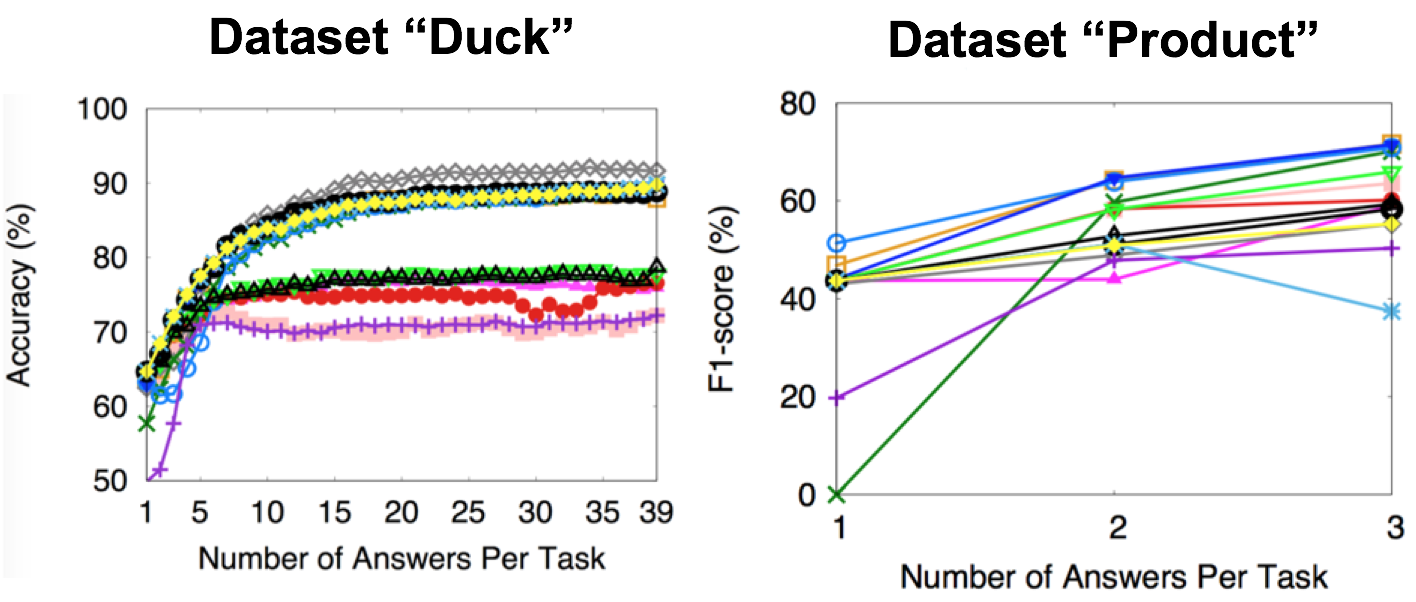 Dataset “Duck”
Accuracy (%)
100
90
80
70
60
50
1 5 10 15 20 25 30 35 39
Number of Answers Per Task
Dataset “Product”
F1-score (%)
80
60
40
20
0
1 2 3
Number of Answers Per Task